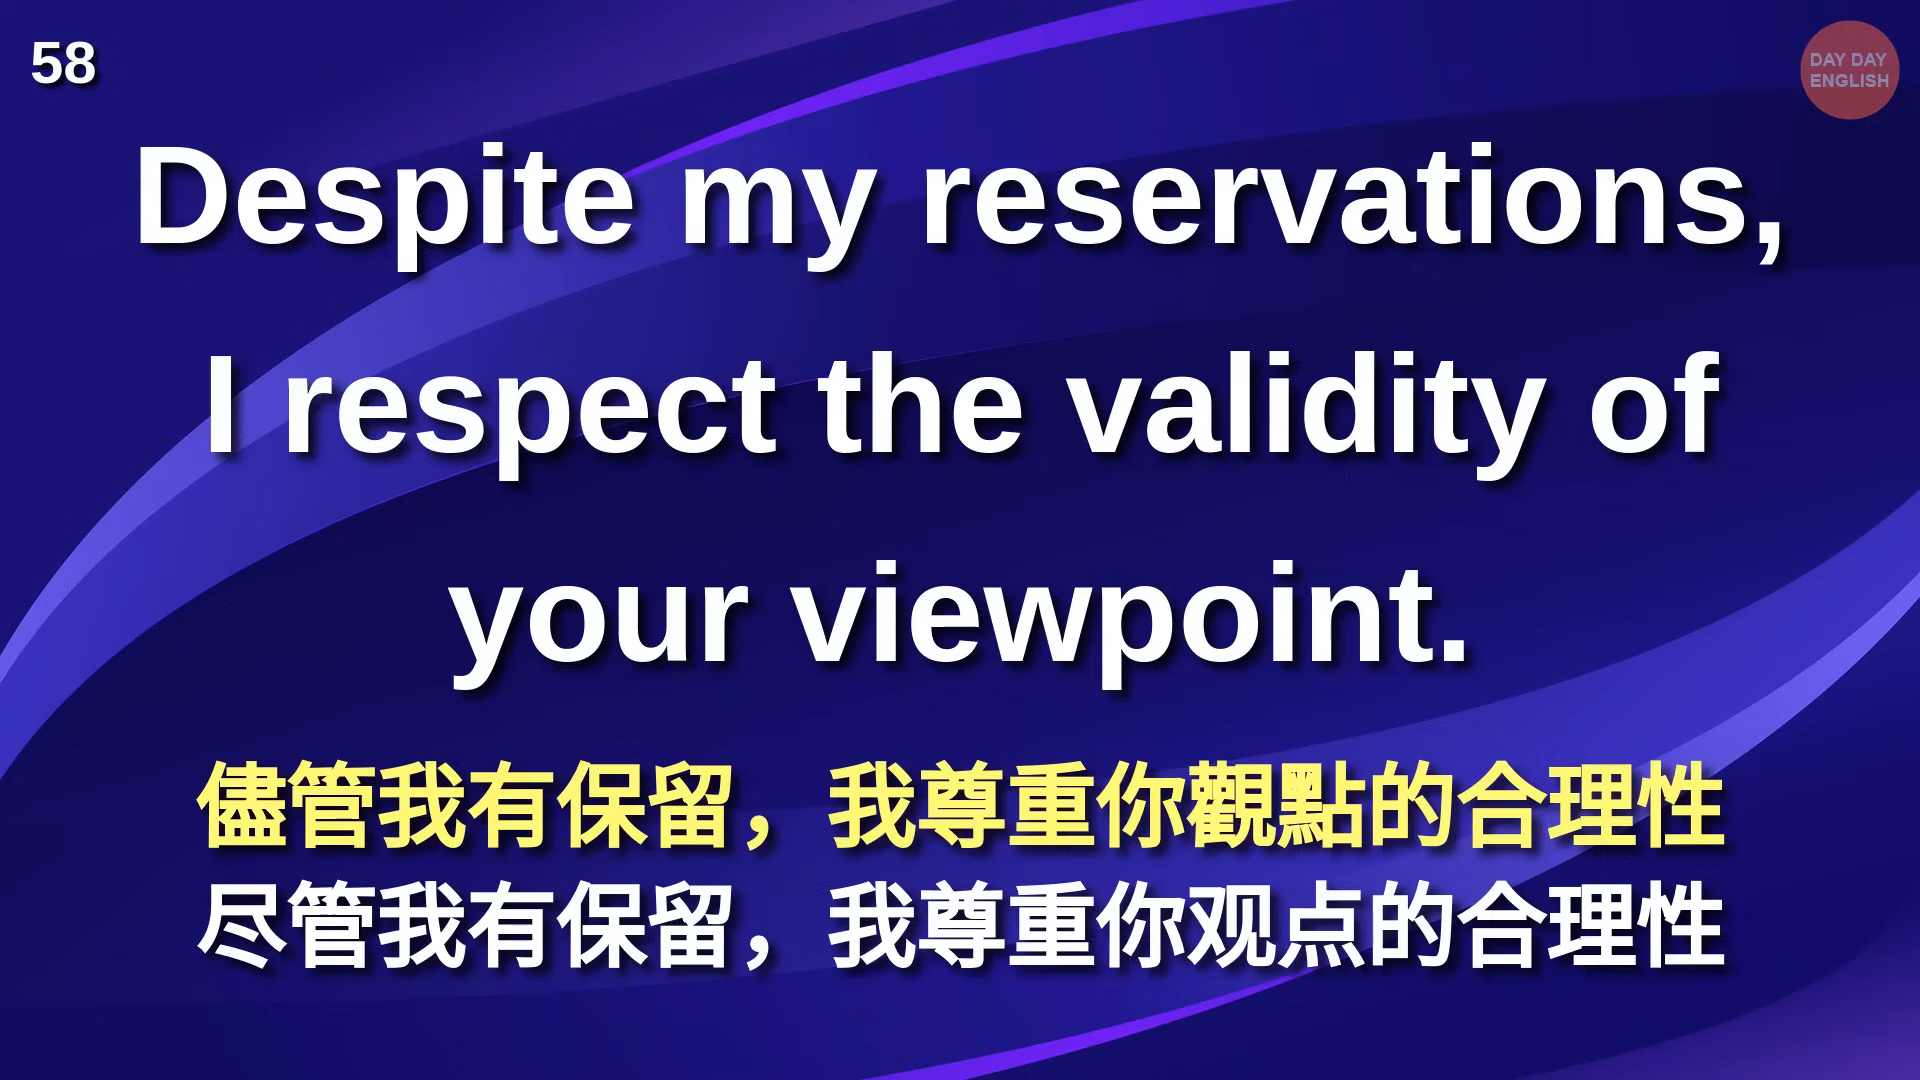 58
DAY DAY
ENGLISH
Despite my reservations,
I respect the validity of
your viewpoint.
儘管我有保留，我尊重你觀點的合理性
尽管我有保留，我尊重你观点的合理性